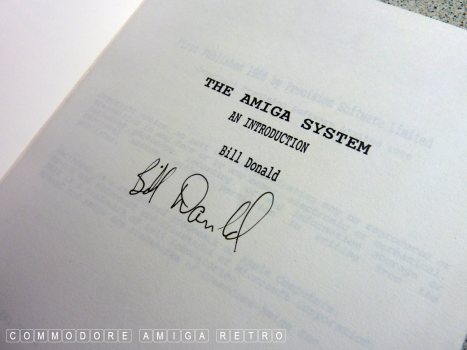 THE AMIGA SYSTEM
AN INTRODUCTION
Bill Donald
Bill Donald
COMMODORE AMIGA RETRO